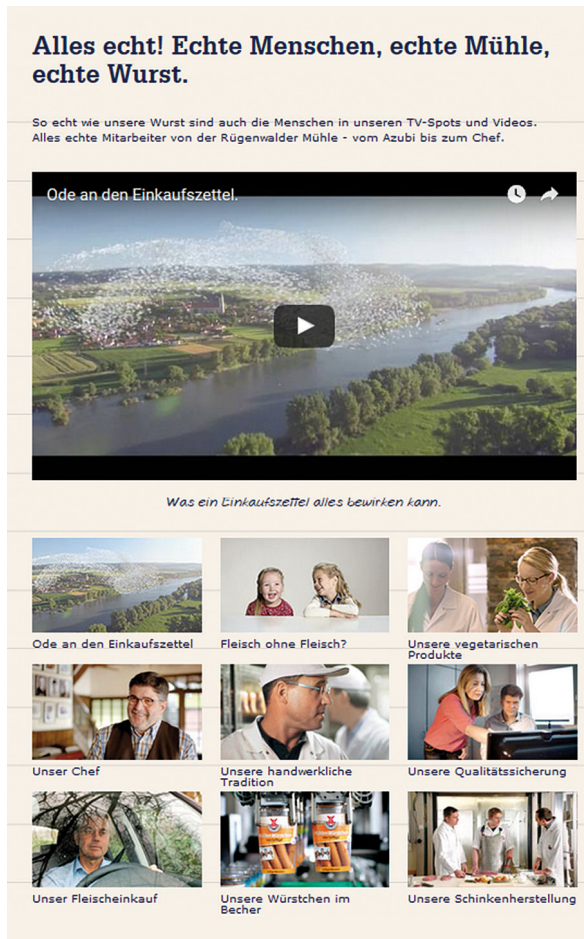 Alles echt! Echte Menschen, echte Mühle,
echte Wurst.
So echt wie unsere Wurst sind auch die Menschen in unseren TV-Spots und Videos.
Alles echte Mitarbeiter von der Rügenwalder Mühle - vom Azubi bis zum Chef.
Ode an den Einkaufszettel.
Was ein Einkaufszettel alles bewirken kann.
Ode an den Einkaufszettel
Fleisch ohne Fleisch?
Unsere vegetarischen
Produkte
Unser Chef
Unsere handwerkliche
Tradition
Unsere Qualitätssicherung
Unser Fleischeinkauf
Unsere Würstchen im
Becher
Unsere Schinkenherstellung